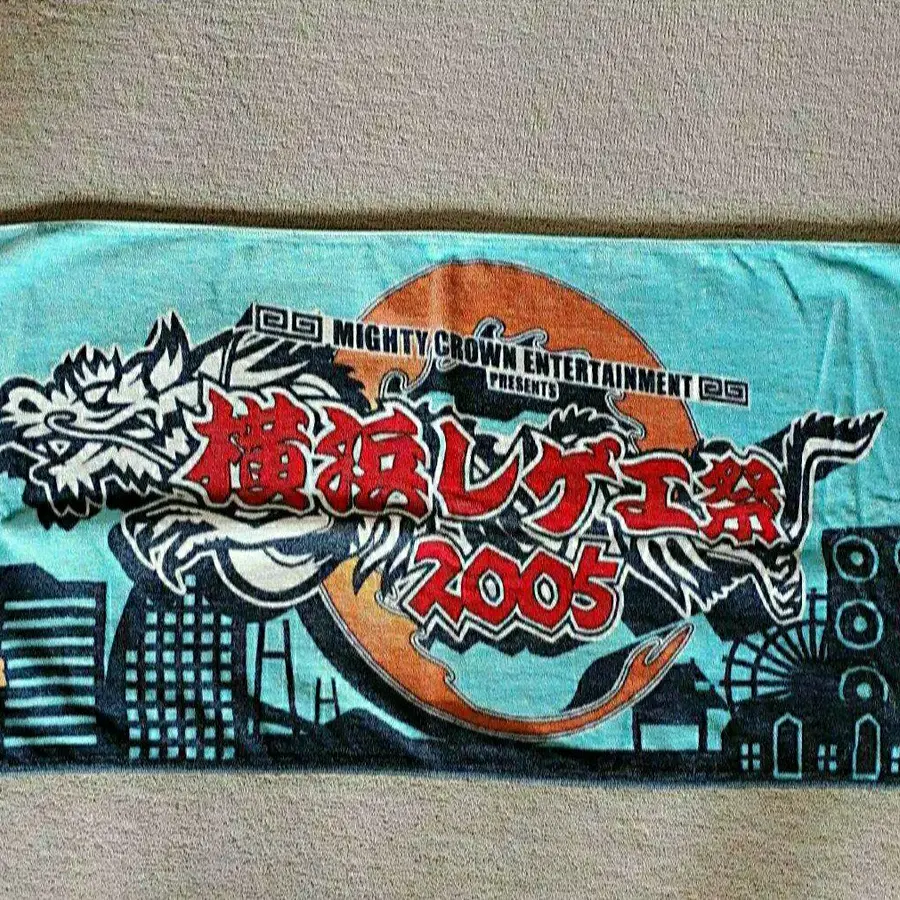 MIGHTY CROWN ENTERTAINMENT
PRESENTS
横浜レゲエ祭
2005